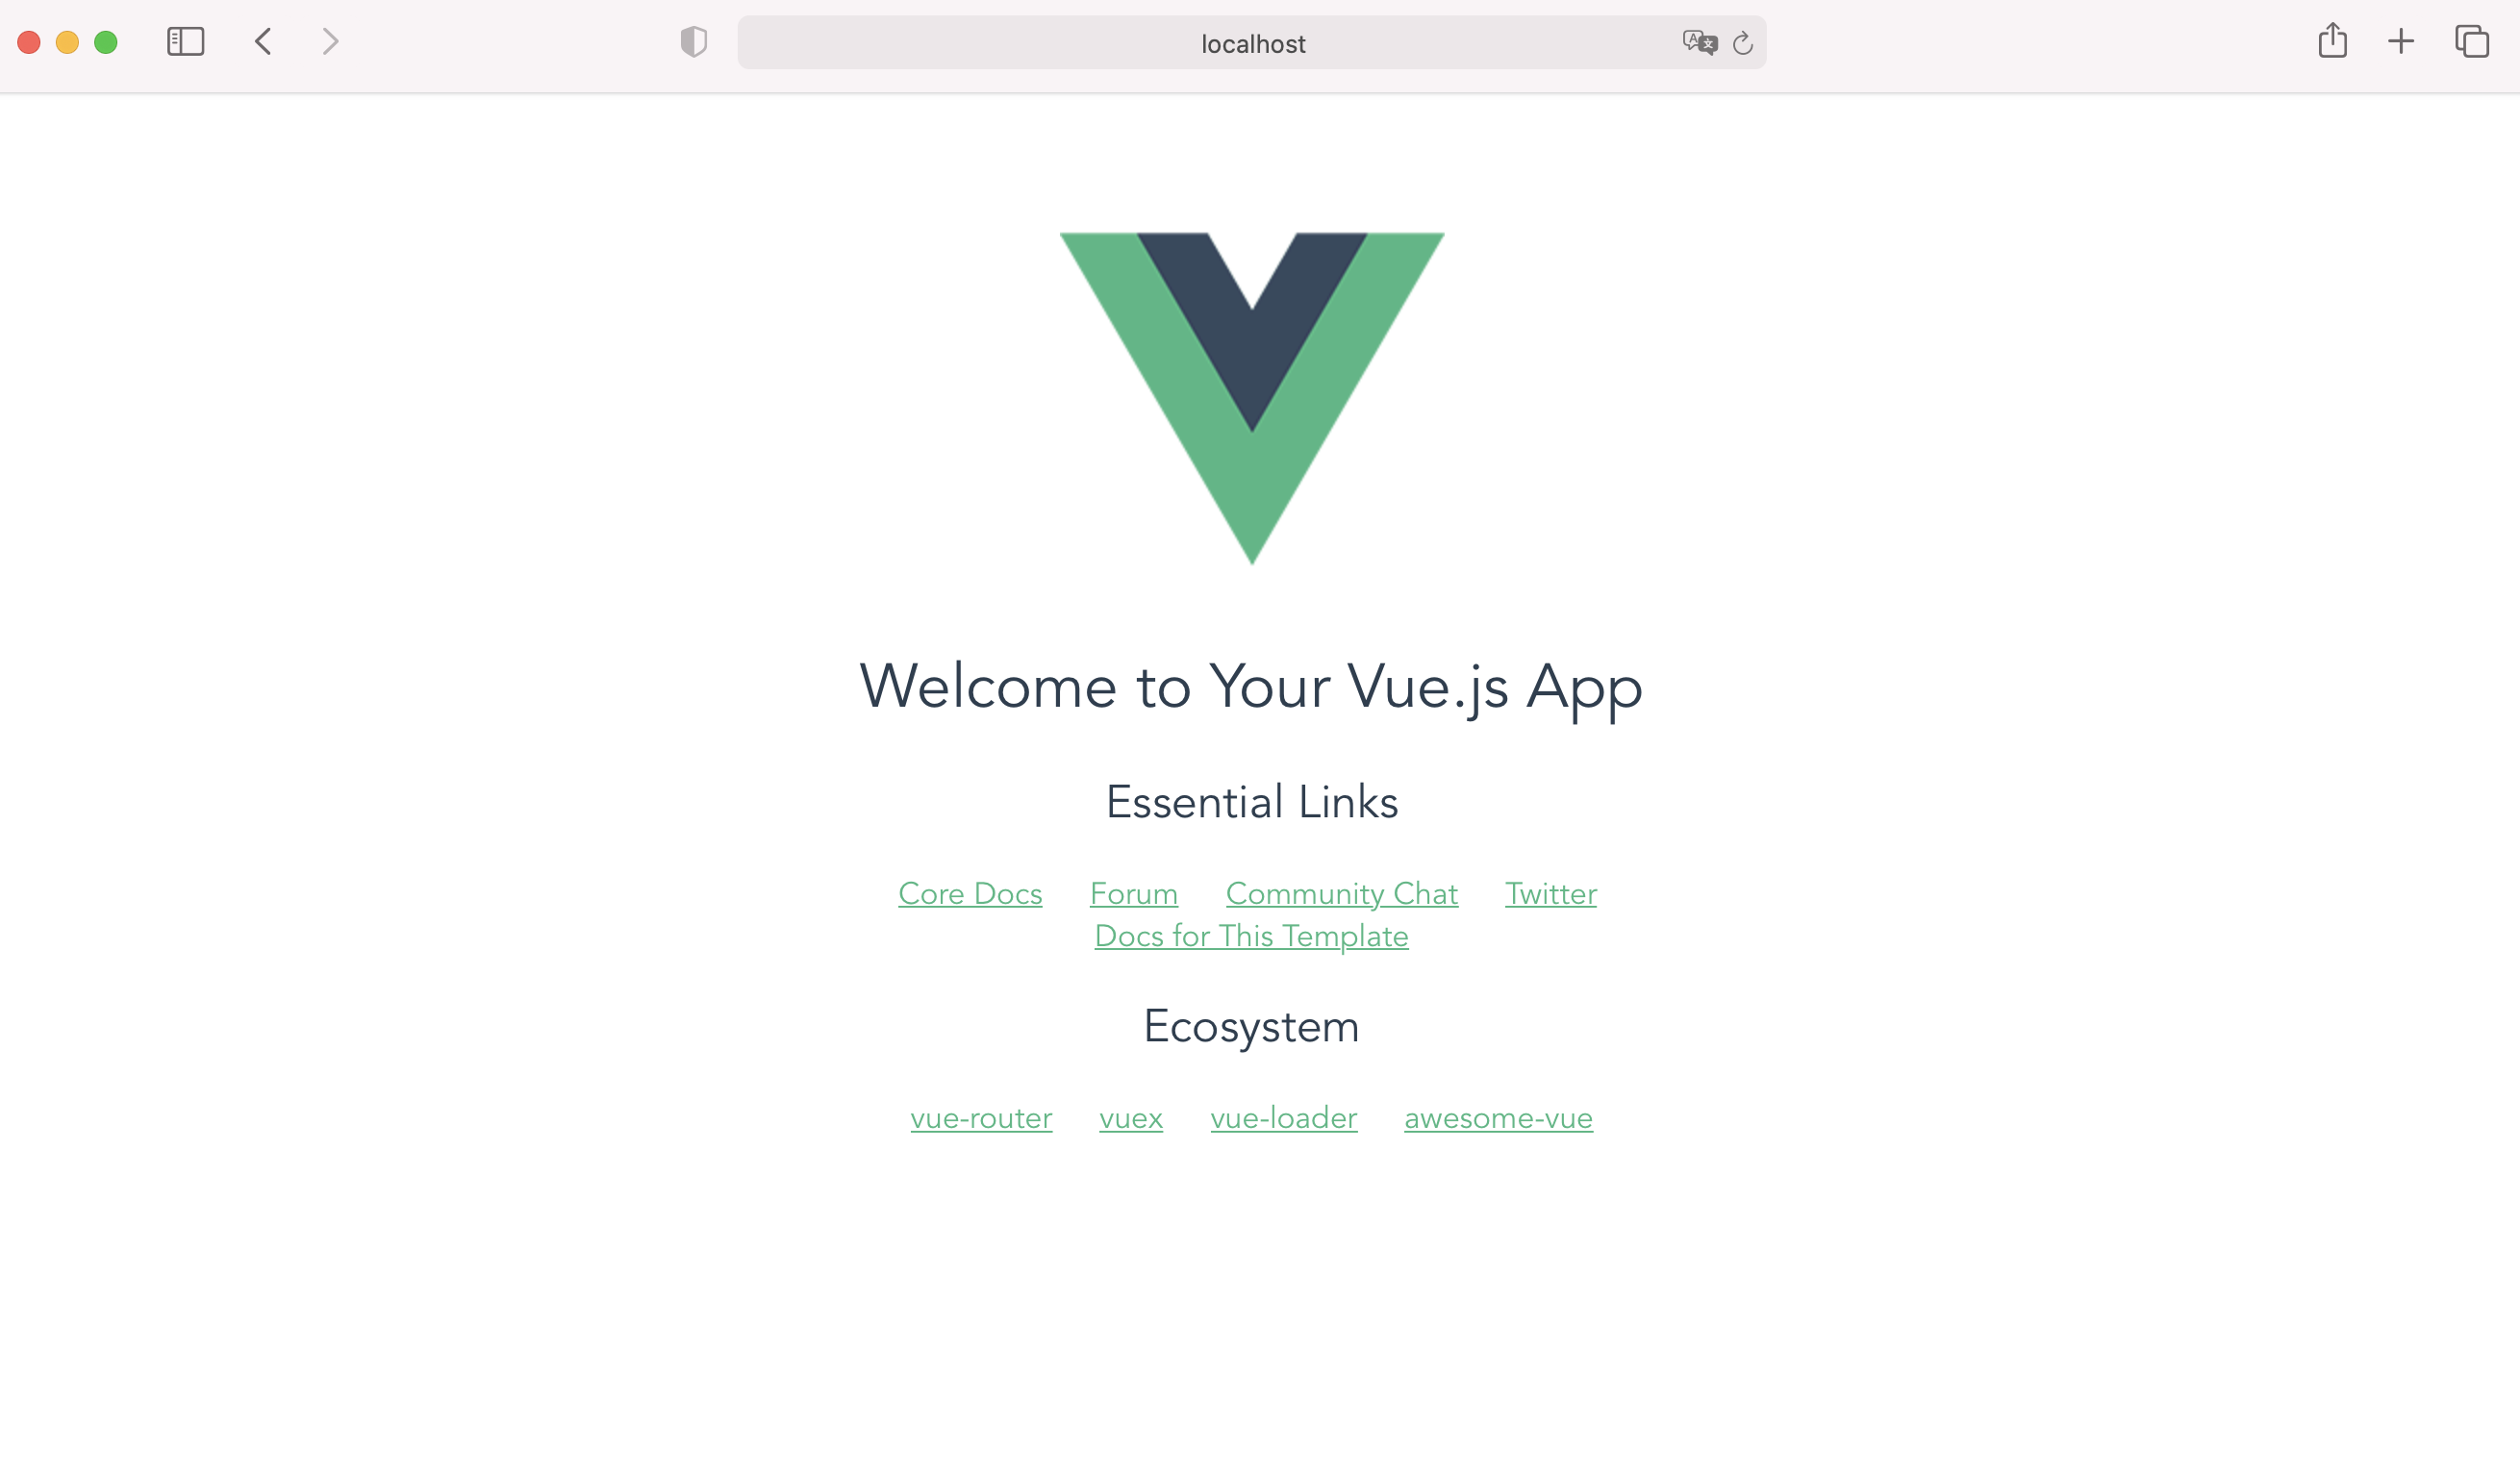 localhost
Welcome to Your Vue.js App
Essential Links
Core Docs Forum Community Chat Twitter
Docs for This Template
Ecosystem
vue-router vuex vue-loader awesome-vue